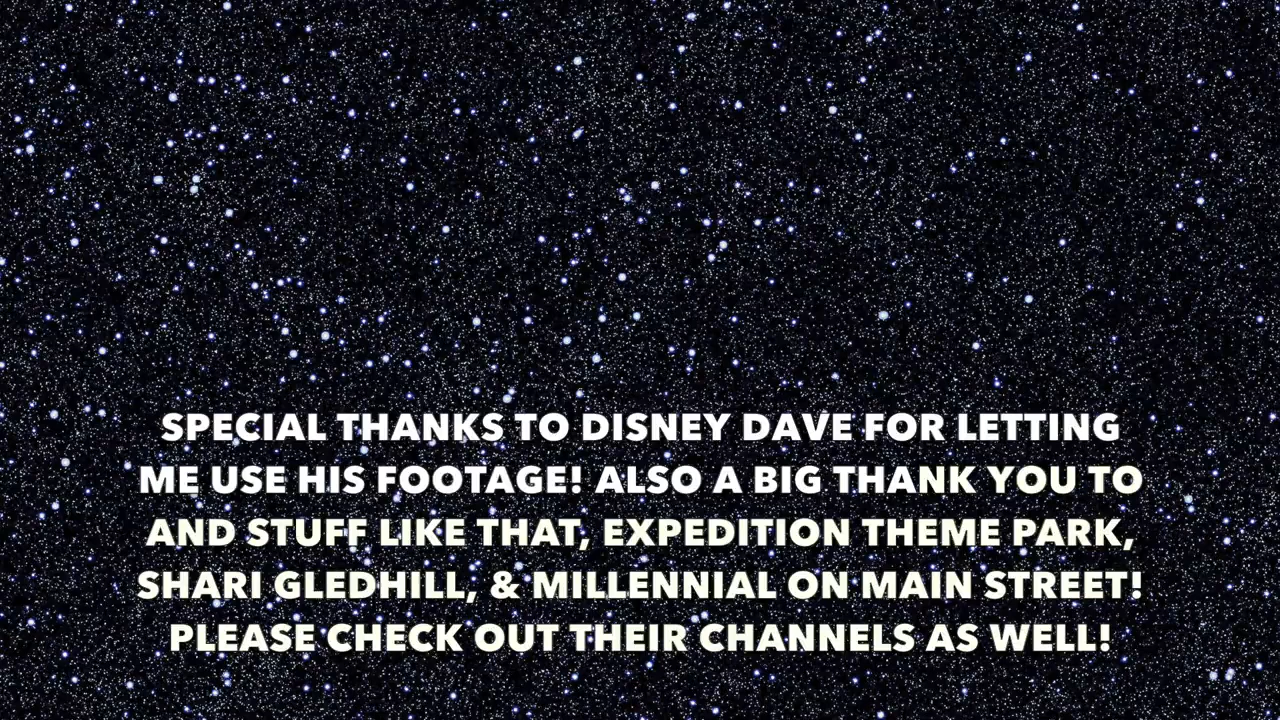 SPECIAL THANKS TO DISNEY DAVE FOR LETTING
ME USE HIS FOOTAGE! ALSO A BIG THANK YOU TO
AND STUFF LIKE THAT, EXPEDITION THEME PARK,
SHARI GLEDHILL, & MILLENNIAL ON MAIN STREET!
PLEASE CHECK OUT THEIR CHANNELS AS WELL!